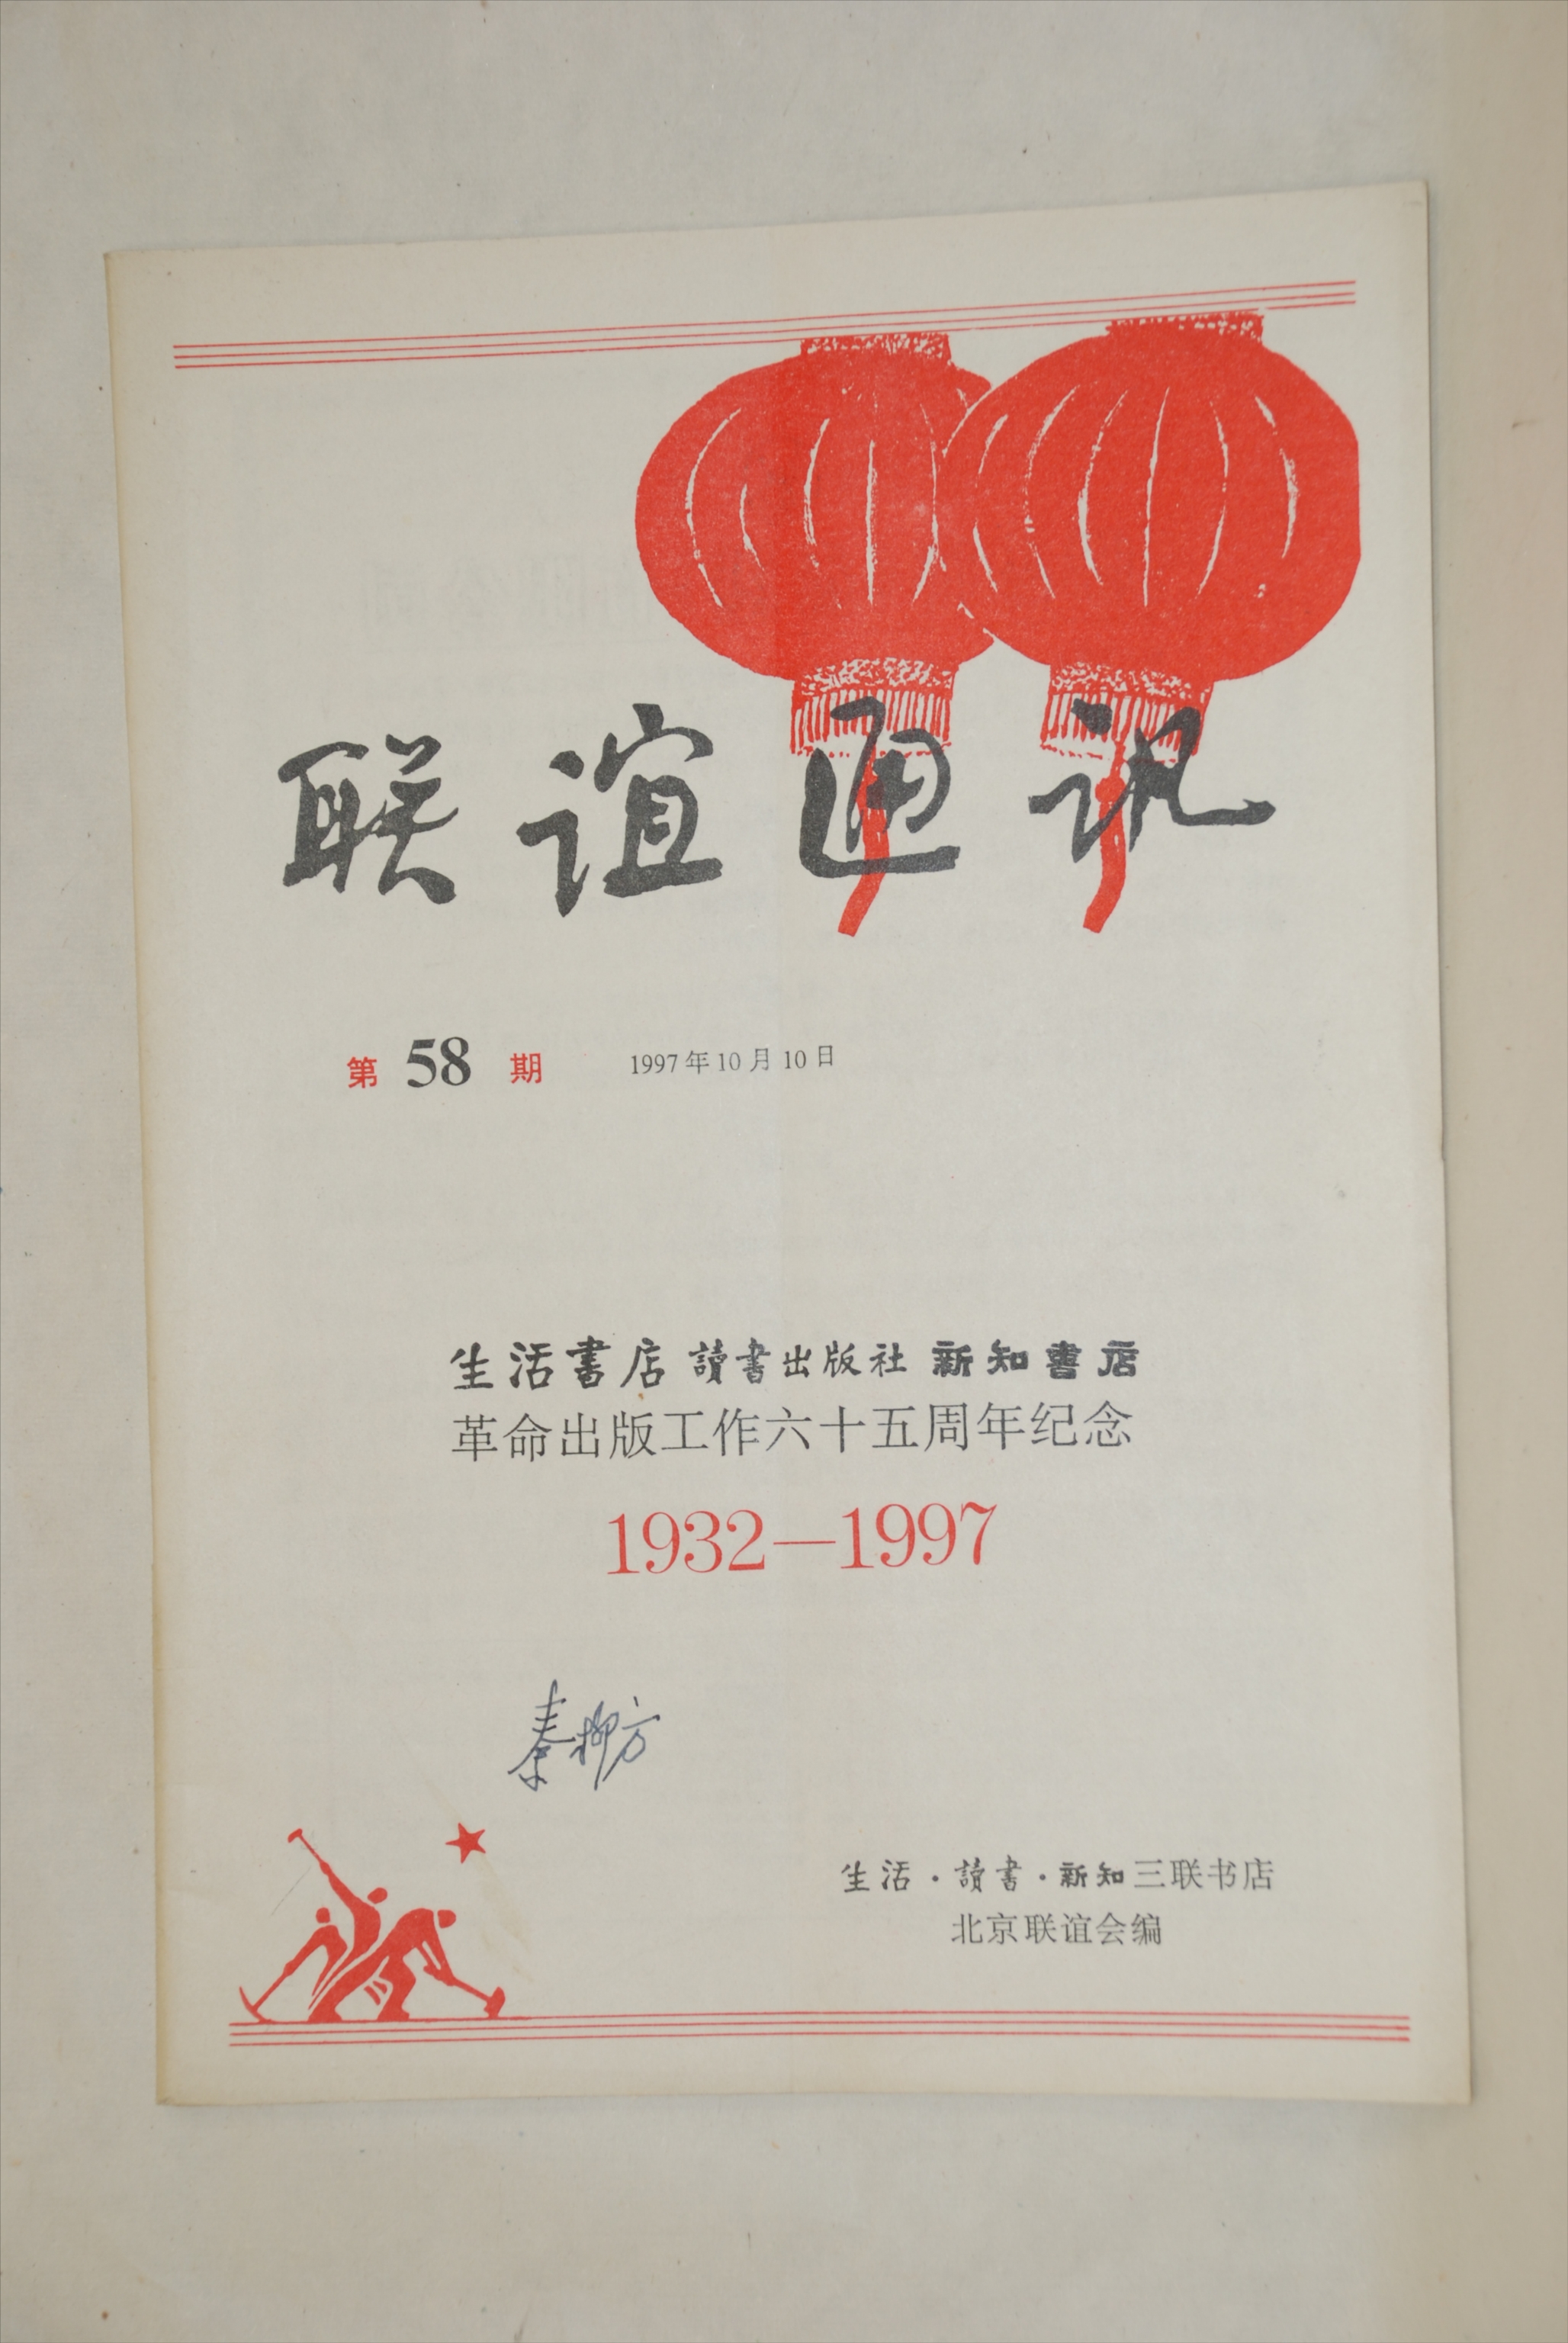 联谊通讯
第 58 期 1997年10月10日
生活書店 讀書出版社 新知書店
革命出版工作六十五周年纪念
1932—1997
秦柳方
生活·讀書·新知三联书店
北京联谊会编